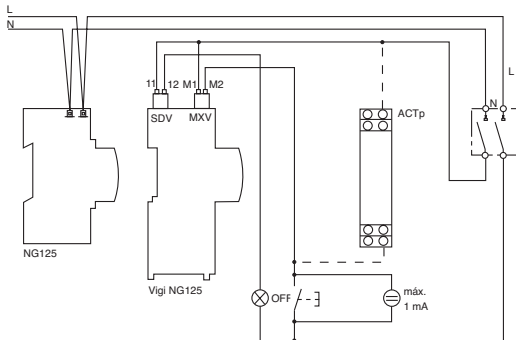 L
N
L
N
11
12
M1
M2
SDV
MXV
ACTp
NG125
Vigi NG125
OFF
máx.
1 mA